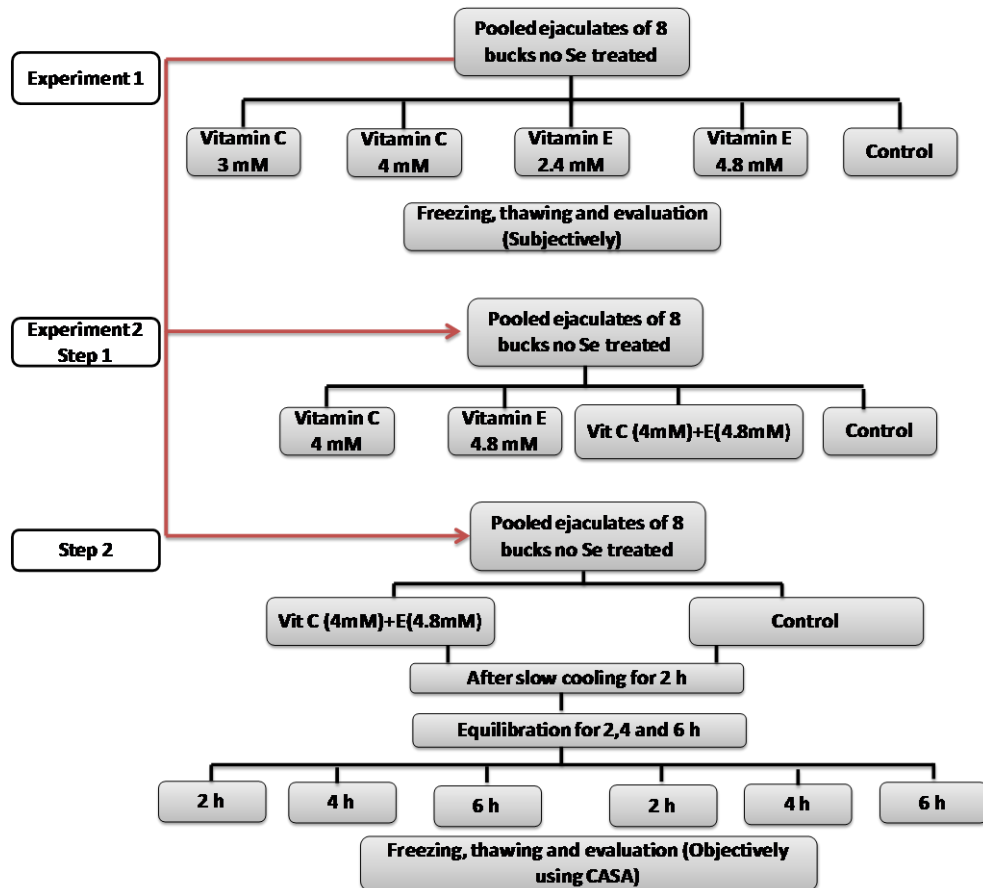 Pooled ejaculates of 8
bucks no Se treated
Experiment 1
Vitamin C
3 mM
Vitamin C
4 mM
Vitamin E
2.4 mM
Vitamin E
4.8 mM
Control
Freezing, thawing and evaluation
(Subjectively)
Experiment 2
Step 1
Pooled ejaculates of 8
bucks no Se treated
Vitamin C
4 mM
Vitamin E
4.8 mM
Vit C (4mM)+E(4.8mM)
Control
Step 2
Pooled ejaculates of 8
bucks no Se treated
Vit C (4mM)+E(4.8mM)
Control
After slow cooling for 2 h
Equilibration for 2,4 and 6 h
2 h
4 h
6 h
2 h
4 h
6 h
Freezing, thawing and evaluation (Objectively
using CASA)